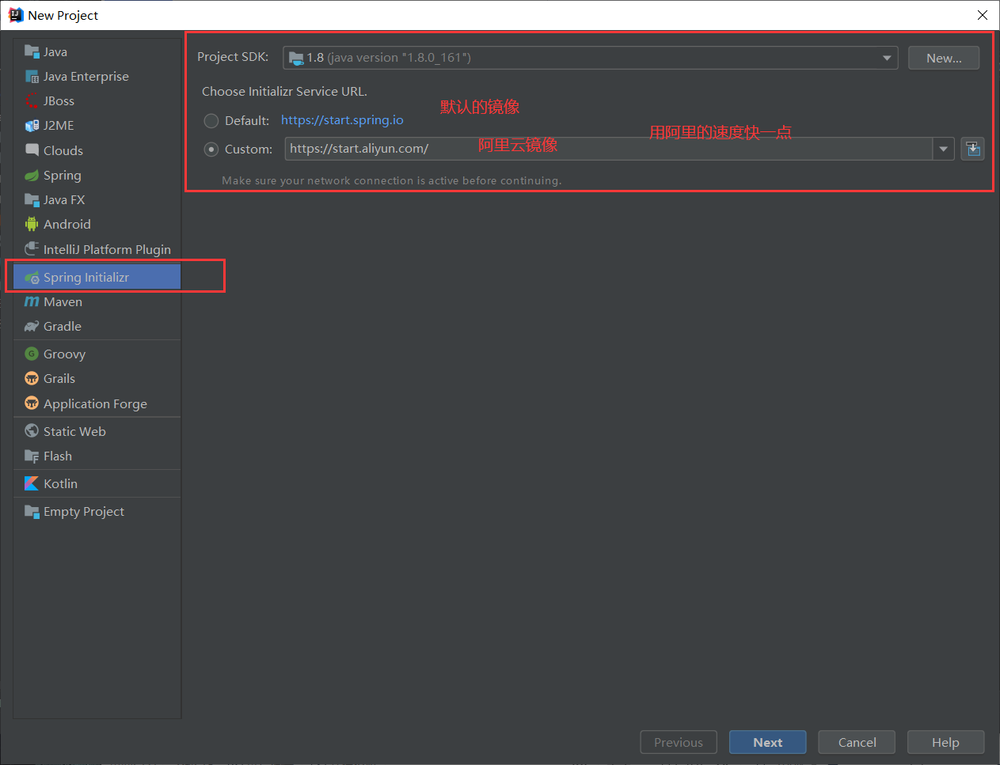 New Project
Java
Java Enterprise
JBoss
J2ME
Clouds
Spring
Java FX
Android
IntelliJ Platform Plugin
Spring Initializr
Maven
Gradle
Groovy
Grails
Application Forge
Static Web
Flash
Kotlin
Empty Project
Project SDK: 1.8 (java version "1.8.0_161") New...
Choose Initializr Service URL.
默认的镜像
Default: https://start.spring.io
用阿里的速度快一点
Custom: https://start.aliyun.com/ 阿里云镜像
Make sure your network connection is active before continuing.
Previous Next Cancel Help